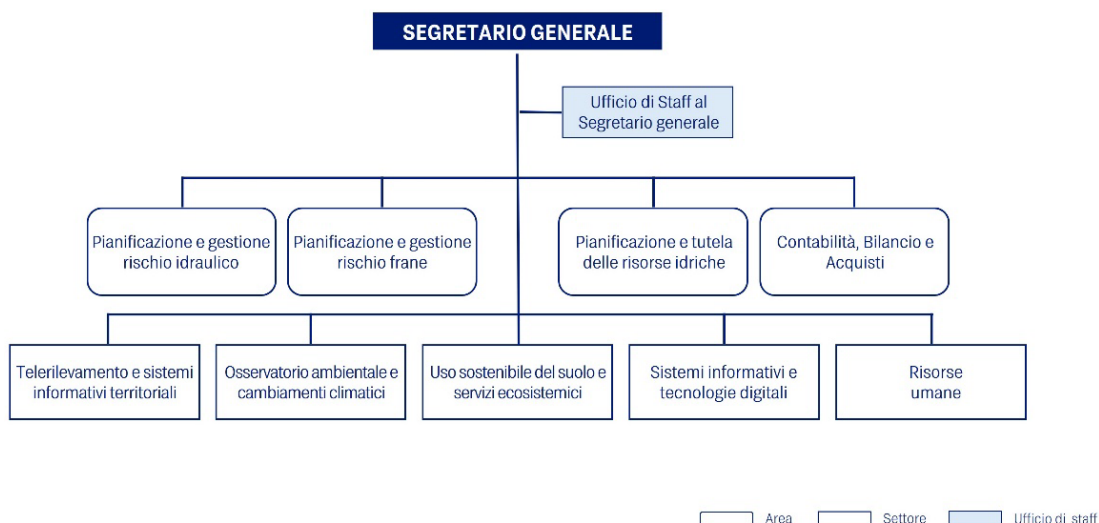 SEGRETARIO GENERALE
Ufficio di Staff al
Segretario generale
Pianificazione e gestione
rischio idraulico
Pianificazione e gestione
rischio frane
Pianificazione e tutela
delle risorse idriche
Contabilità, Bilancio e
Acquisti
Telerilevamento e sistemi
informativi territoriali
Osservatorio ambientale e
cambiamenti climatici
Uso sostenibile del suolo e
servizi ecosistemici
Sistemi informativi e
tecnologie digitali
Risorse
umane
Area
Settore
Ufficio di staff